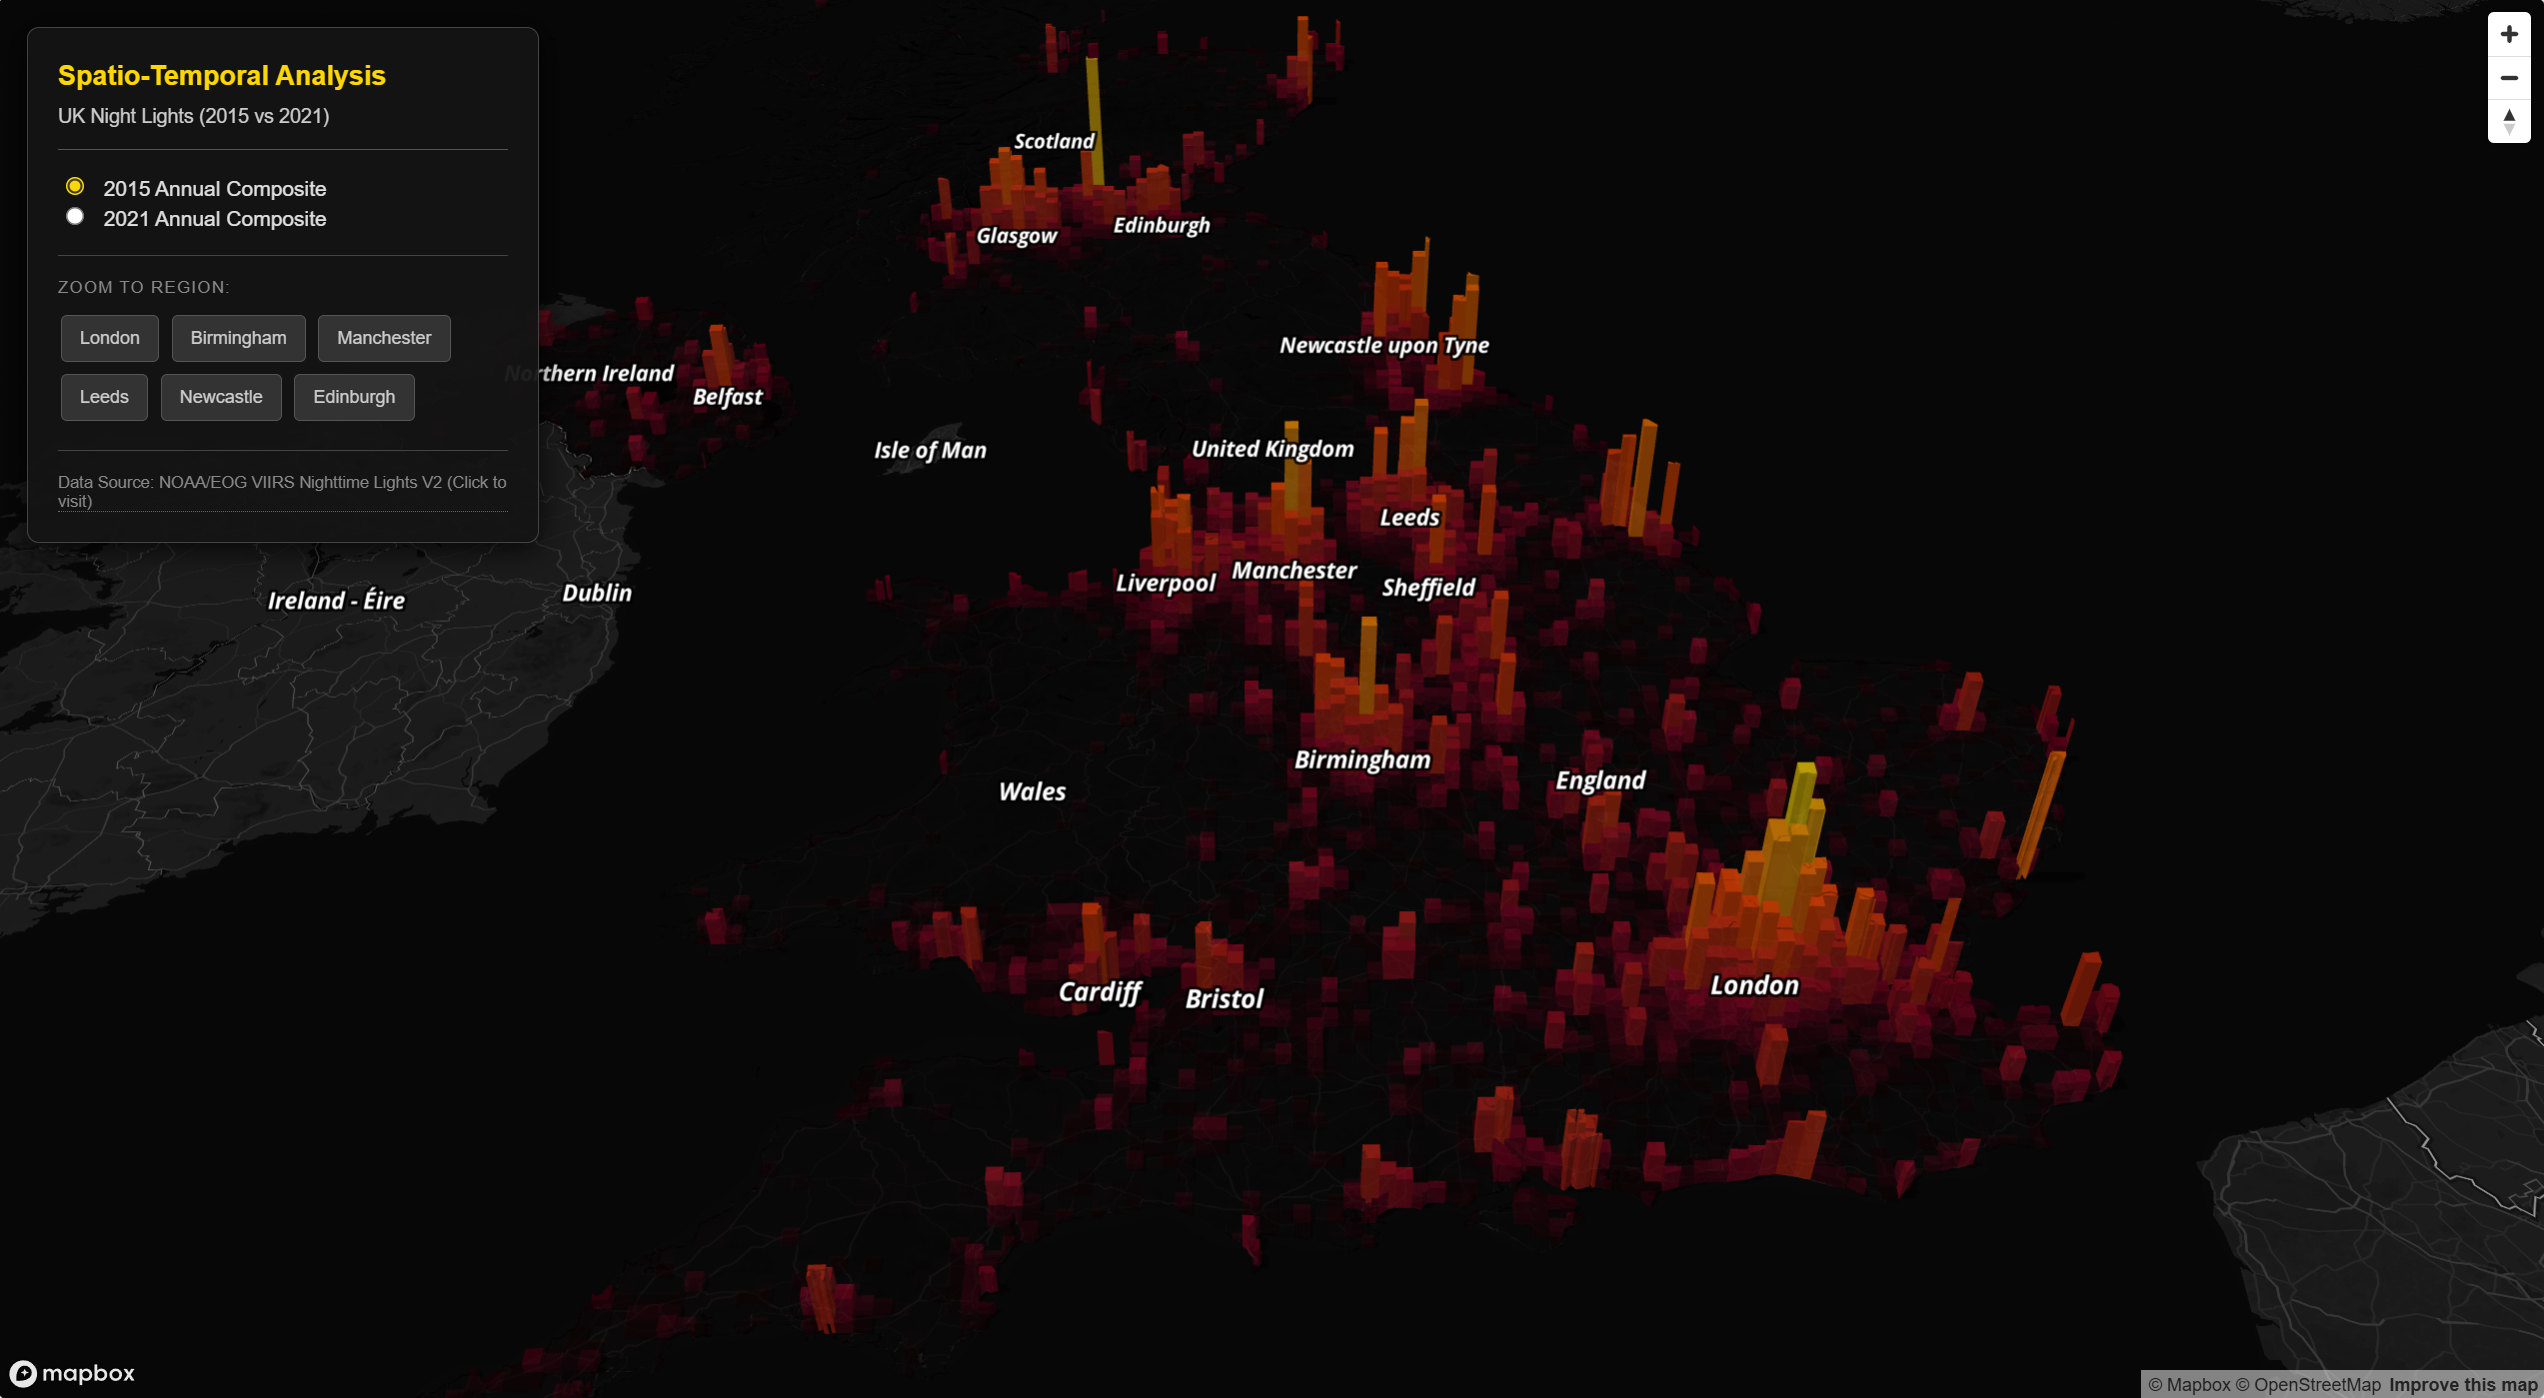 Spatio-Temporal Analysis
UK Night Lights (2015 vs 2021)
2015 Annual Composite
2021 Annual Composite
ZOOM TO REGION:
London
Birmingham
Manchester
Leeds
Newcastle
Edinburgh
Data Source: NOAA/EOG VIIRS Nighttime Lights V2 (Click to
visit)
Scotland
Edinburgh
Glasgow
Newcastle upon Tyne
Northern Ireland
Belfast
Isle of Man
United Kingdom
Leeds
Manchester
Liverpool
Sheffield
Ireland - Éire
Dublin
Birmingham
England
Wales
London
Cardiff
Bristol
mapbox
© Mapbox © OpenStreetMap Improve this map